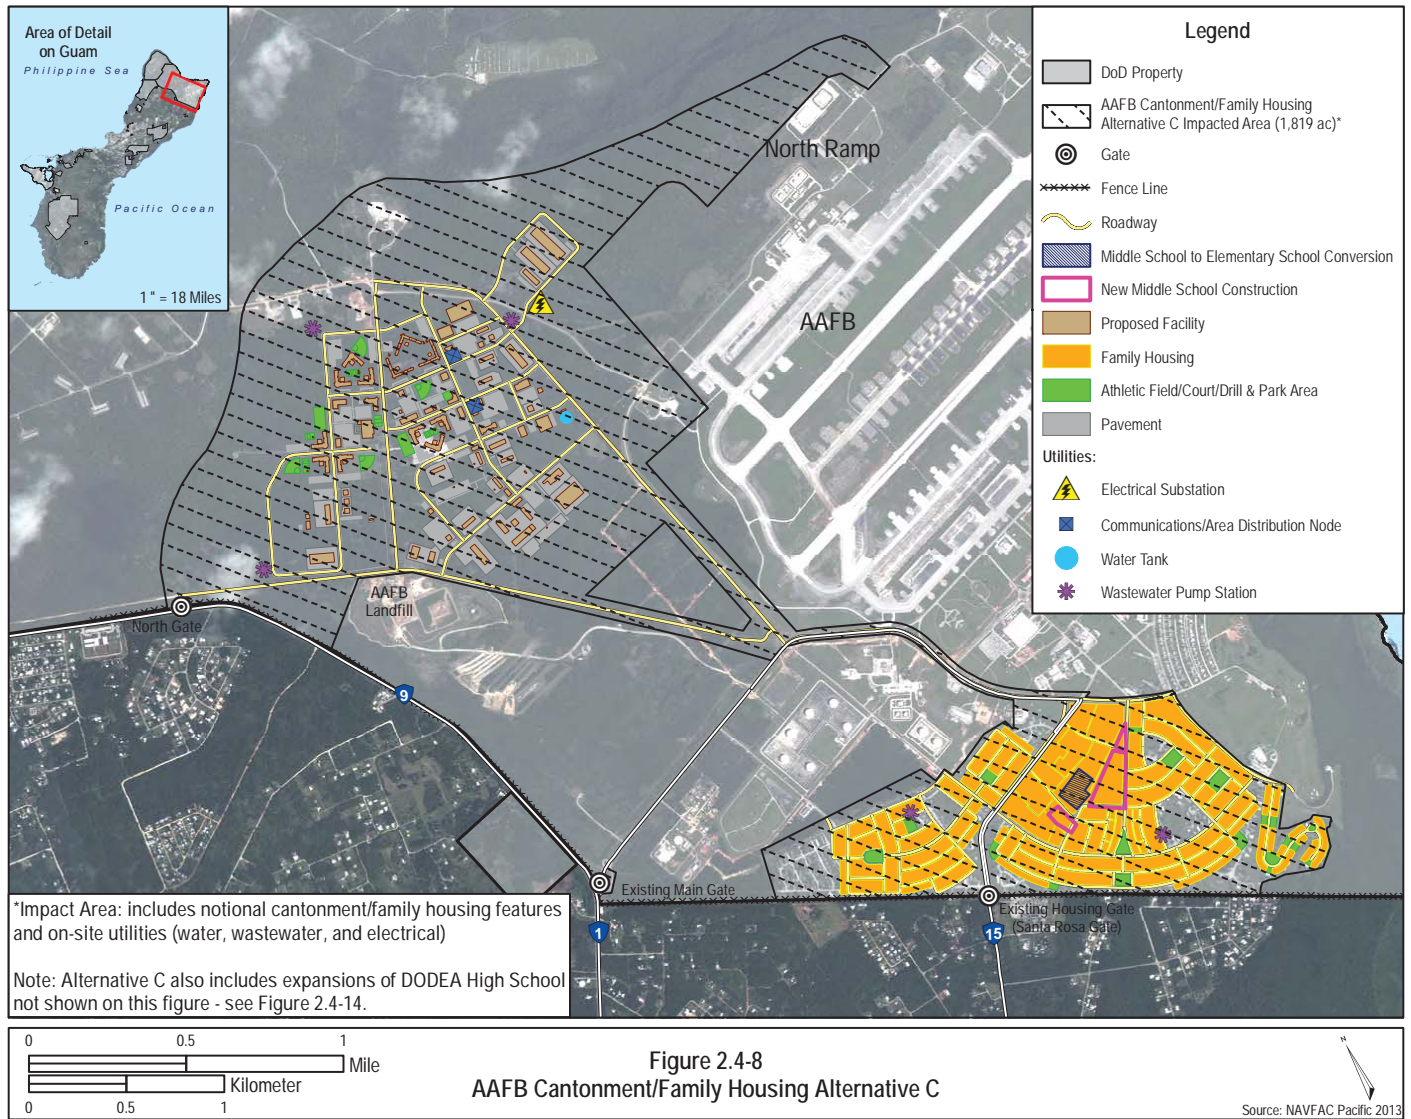 Area of Detail
on Guam
Philippine Sea
Pacific Ocean
1 " = 18 Miles
North Ramp
AAFB
AAFB
Landfill
North Gate
9
Existing Main Gate
1
Existing Housing Gate
(Santa Rosa Gate)
15
Legend
DoD Property
AAFB Cantonment/Family Housing
Alternative C Impacted Area (1,819 ac)*
Gate
Fence Line
Roadway
Middle School to Elementary School Conversion
New Middle School Construction
Proposed Facility
Family Housing
Athletic Field/Court/Drill & Park Area
Pavement
Utilities:
Electrical Substation
Communications/Area Distribution Node
Water Tank
Wastewater Pump Station
*Impact Area: includes notional cantonment/family housing features
and on-site utilities (water, wastewater, and electrical)
Note: Alternative C also includes expansions of DODEA High School
not shown on this figure - see Figure 2.4-14.
0 0.5 1
Mile
Kilometer
0 0.5 1
Figure 2.4-8
AAFB Cantonment/Family Housing Alternative C
N
Source: NAVFAC Pacific 2013